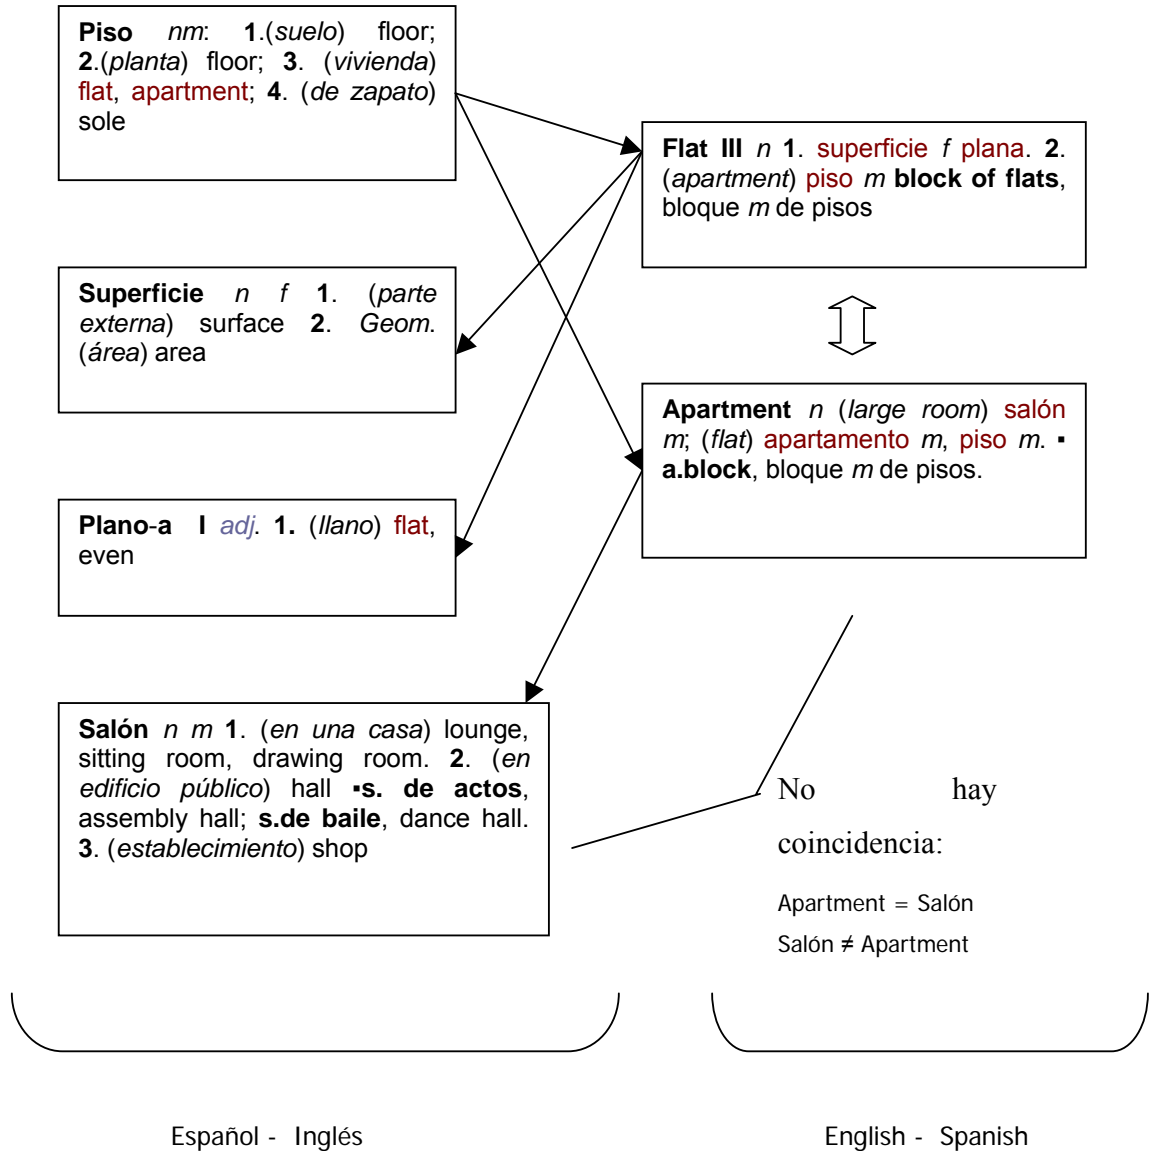 Piso nm: 1.(suelo) floor;
2.(planta) floor; 3. (vivienda)
flat, apartment; 4. (de zapato)
sole
Flat III n 1. superficie f plana. 2.
(apartment) piso m block of flats,
bloque m de pisos
Superficie n f 1. (parte
externa) surface 2. Geom.
(área) area
Apartment n (large room) salón
m; (flat) apartamento m, piso m. ▪
a.block, bloque m de pisos.
Plano-a I adj. 1. (llano) flat,
even
Salón n m 1. (en una casa) lounge,
sitting room, drawing room. 2. (en
edificio público) hall ▪s. de actos,
assembly hall; s.de baile, dance hall.
3. (establecimiento) shop
No hay
coincidencia:
Apartment = Salón
Salón ≠ Apartment
Español - Inglés
English - Spanish